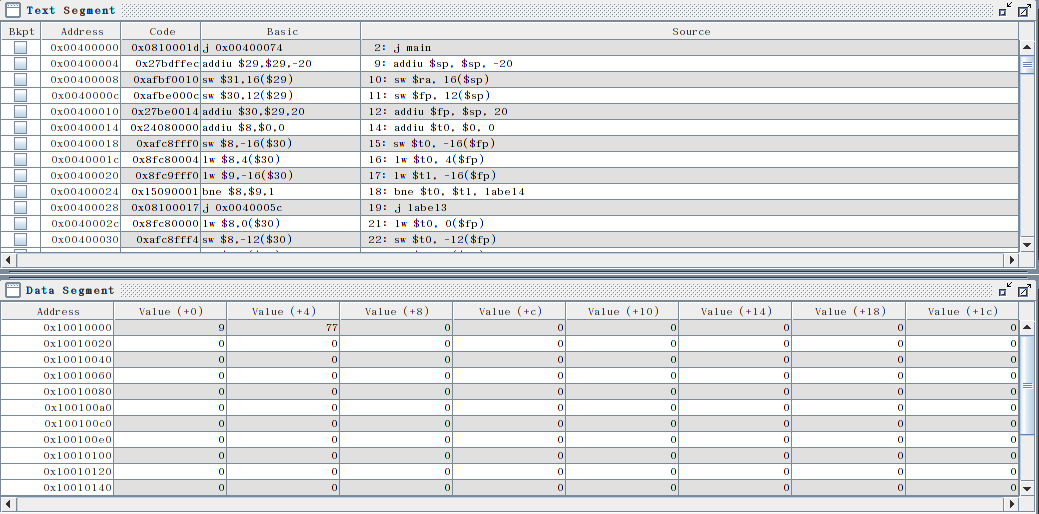 Text Segment
Bkpt Address Code Basic Source
0x00400000 0x0810001d j 0x00400074 2: j main
0x00400004 0x27bdffec addiu $29,$29,-20 9: addiu $sp, $sp, -20
0x00400008 0xafbf0010 sw $31,16($29) 10: sw $ra, 16($sp)
0x0040000c 0xafbe000c sw $30,12($29) 11: sw $fp, 12($sp)
0x00400010 0x27be0014 addiu $30,$29,20 12: addiu $fp, $sp, 20
0x00400014 0x24080000 addiu $8,$0,0 14: addiu $t0, $0, 0
0x00400018 0xafc8fff0 sw $8,-16($30) 15: sw $t0, -16($fp)
0x0040001c 0x8fc80004 lw $8,4($30) 16: lw $t0, 4($fp)
0x00400020 0x8fc9fff0 lw $9,-16($30) 17: lw $t1, -16($fp)
0x00400024 0x15090001 bne $8,$9,1 18: bne $t0, $t1, label4
0x00400028 0x08100017 j 0x0040005c 19: j label3
0x0040002c 0x8fc80000 lw $8,0($30) 21: lw $t0, 0($fp)
0x00400030 0xafc8fff4 sw $8,-12($30) 22: sw $t0, -12($fp)
Data Segment
Address Value (+0) Value (+4) Value (+8) Value (+c) Value (+10) Value (+14) Value (+18) Value (+1c)
0x10010000 9 77 0 0 0 0 0 0
0x10010020 0 0 0 0 0 0 0 0
0x10010040 0 0 0 0 0 0 0 0
0x10010060 0 0 0 0 0 0 0 0
0x10010080 0 0 0 0 0 0 0 0
0x100100a0 0 0 0 0 0 0 0 0
0x100100c0 0 0 0 0 0 0 0 0
0x100100e0 0 0 0 0 0 0 0 0
0x10010100 0 0 0 0 0 0 0 0
0x10010120 0 0 0 0 0 0 0 0
0x10010140 0 0 0 0 0 0 0 0